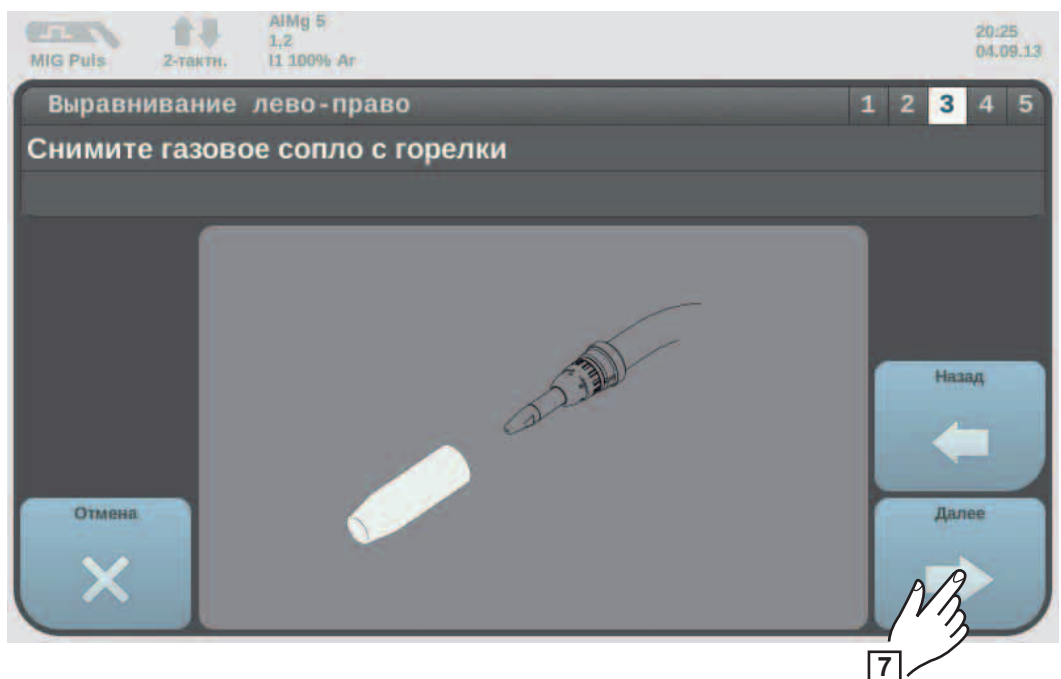 AlMg 5
1,2
I1 100% Ar
MIG Puls
2-тактн.
20:25
04.09.13
Выравнивание лево-право
1 2 3 4 5
Снимите газовое сопло с горелки
Назад
Отмена
Далее
7